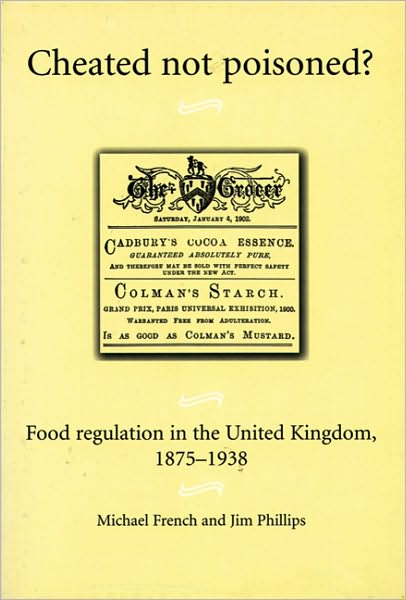 Cheated not poisoned?
The Grocer
SATURDAY, JANUARY 4, 1902.
CADBURY'S COCOA ESSENCE.
GUARANTEED ABSOLUTELY PURE,
AND THEREFORE MAY BE SOLD WITH PERFECT SAFETY
UNDER THE NEW ACT.
COLMAN'S STARCH.
GRAND PRIX, PARIS UNIVERSAL EXHIBITION, 1900.
WARRANTED FREE FROM ADULTERATION.
IS AS GOOD AS COLMAN'S MUSTARD.
Food regulation in the United Kingdom,
1875–1938
Michael French and Jim Phillips